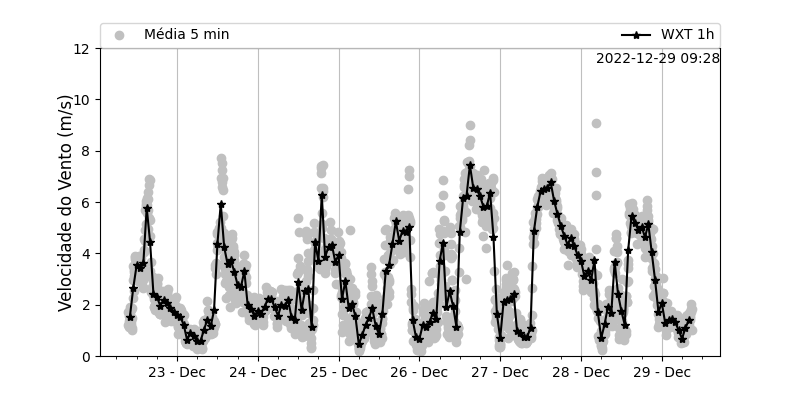 Média 5 min
WXT 1h
2022-12-29 09:28
Velocidade do Vento (m/s)
12
10
8
6
4
2
0
23 - Dec
24 - Dec
25 - Dec
26 - Dec
27 - Dec
28 - Dec
29 - Dec